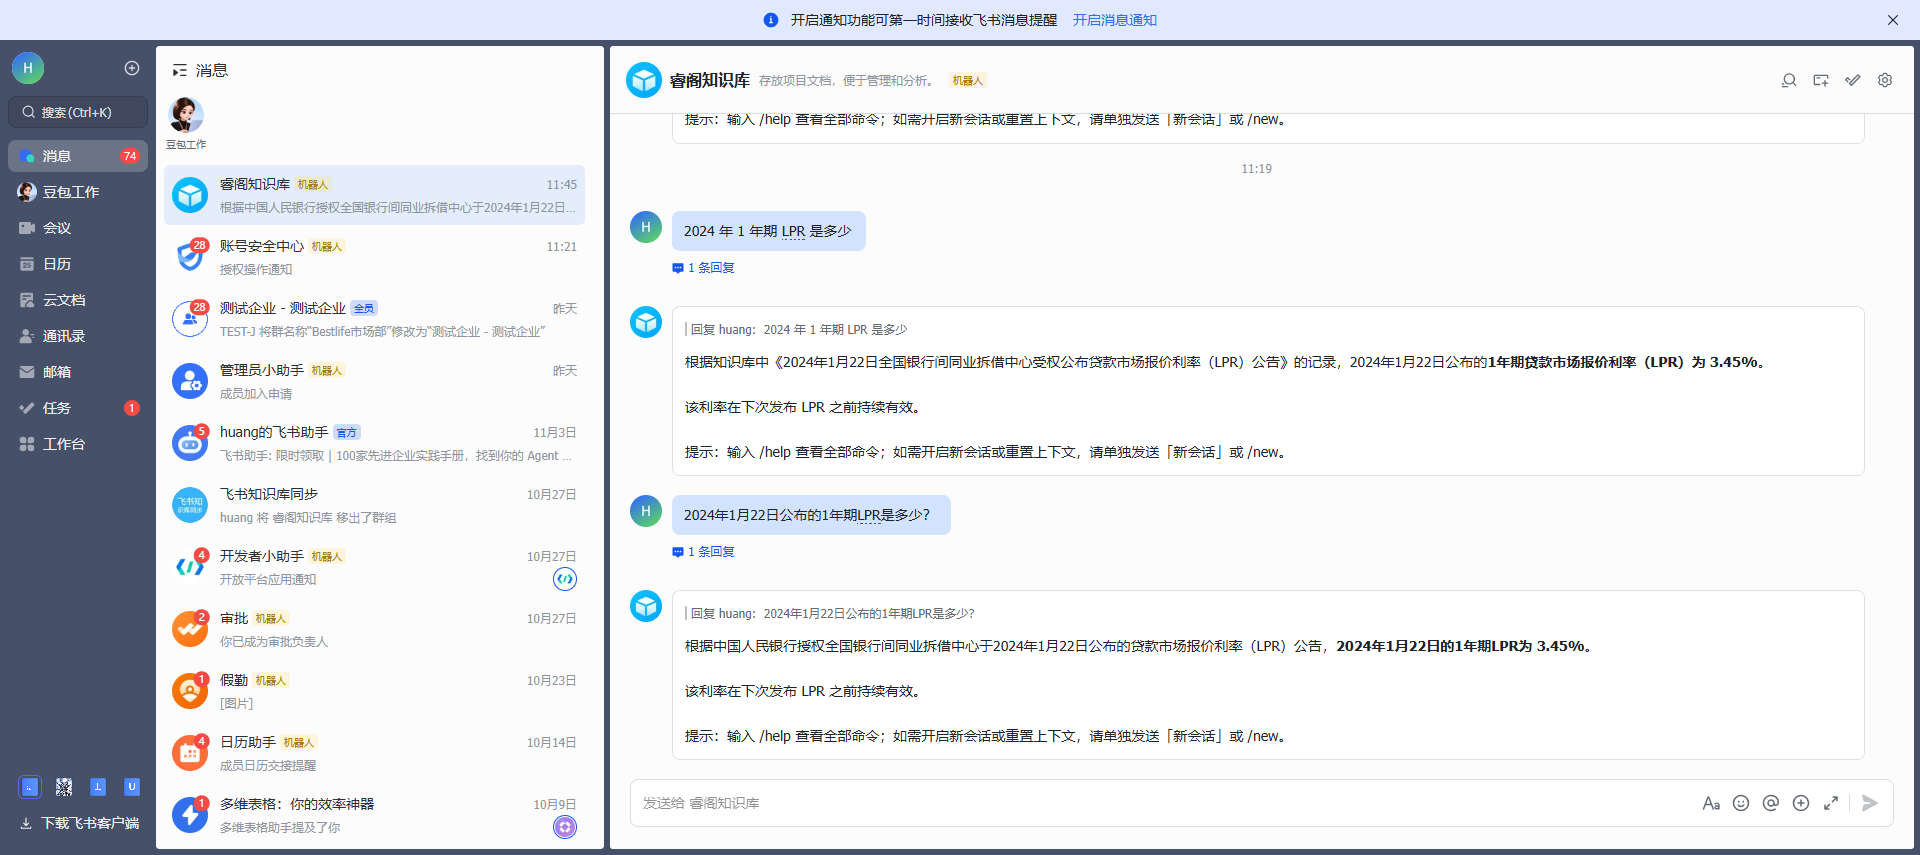 开启通知功能可第一时间接收飞书消息提醒 开启消息通知
H
搜索 (Ctrl+K)
消息 74
豆包工作
会议
日历
云文档
通讯录
邮箱
任务 1
工作台
下载飞书客户端
消息
豆包工作
睿阁知识库 机器人 11:45
根据中国人民银行授权全国银行间同业拆借中心于2024年1月22日...
28 账号安全中心 机器人 11:21
授权操作通知
28 测试企业 - 测试企业 全员 昨天
TEST-J 将群名称“Bestlife市场部”修改为“测试企业 - 测试企业”
管理员小助手 机器人 昨天
成员加入申请
5 huang的飞书助手 官方 11月3日
飞书助手: 限时领取 | 100家先进企业实践手册，找到你的 Agent ...
飞书知识库同步 10月27日
huang 将 睿阁知识库 移出了群组
4 开发者小助手 机器人 10月27日
开放平台应用通知
2 审批 机器人 10月27日
你已成为审批负责人
1 假勤 机器人 10月23日
[图片]
4 日历助手 机器人 10月14日
成员日历交接提醒
1 多维表格：你的效率神器 10月9日
多维表格助手提及了你
睿阁知识库 存放项目文档，便于管理和分析。 机器人
提示：输入 /help 查看全部命令；如需开启新会话或重置上下文，请单独发送「新会话」或 /new。
11:19
H 2024 年 1 年期 LPR 是多少
1 条回复
回复 huang：2024 年 1 年期 LPR 是多少
根据知识库中《2024年1月22日全国银行间同业拆借中心受权公布贷款市场报价利率（LPR）公告》的记录，2024年1月22日公布的1年期贷款市场报价利率（LPR）为 3.45%。
该利率在下次发布 LPR 之前持续有效。
提示：输入 /help 查看全部命令；如需开启新会话或重置上下文，请单独发送「新会话」或 /new。
H 2024年1月22日公布的1年期LPR是多少?
1 条回复
回复 huang：2024年1月22日公布的1年期LPR是多少?
根据中国人民银行授权全国银行间同业拆借中心于2024年1月22日公布的贷款市场报价利率（LPR）公告，2024年1月22日的1年期LPR为 3.45%。
该利率在下次发布 LPR 之前持续有效。
提示：输入 /help 查看全部命令；如需开启新会话或重置上下文，请单独发送「新会话」或 /new。
发送给 睿阁知识库 Aa